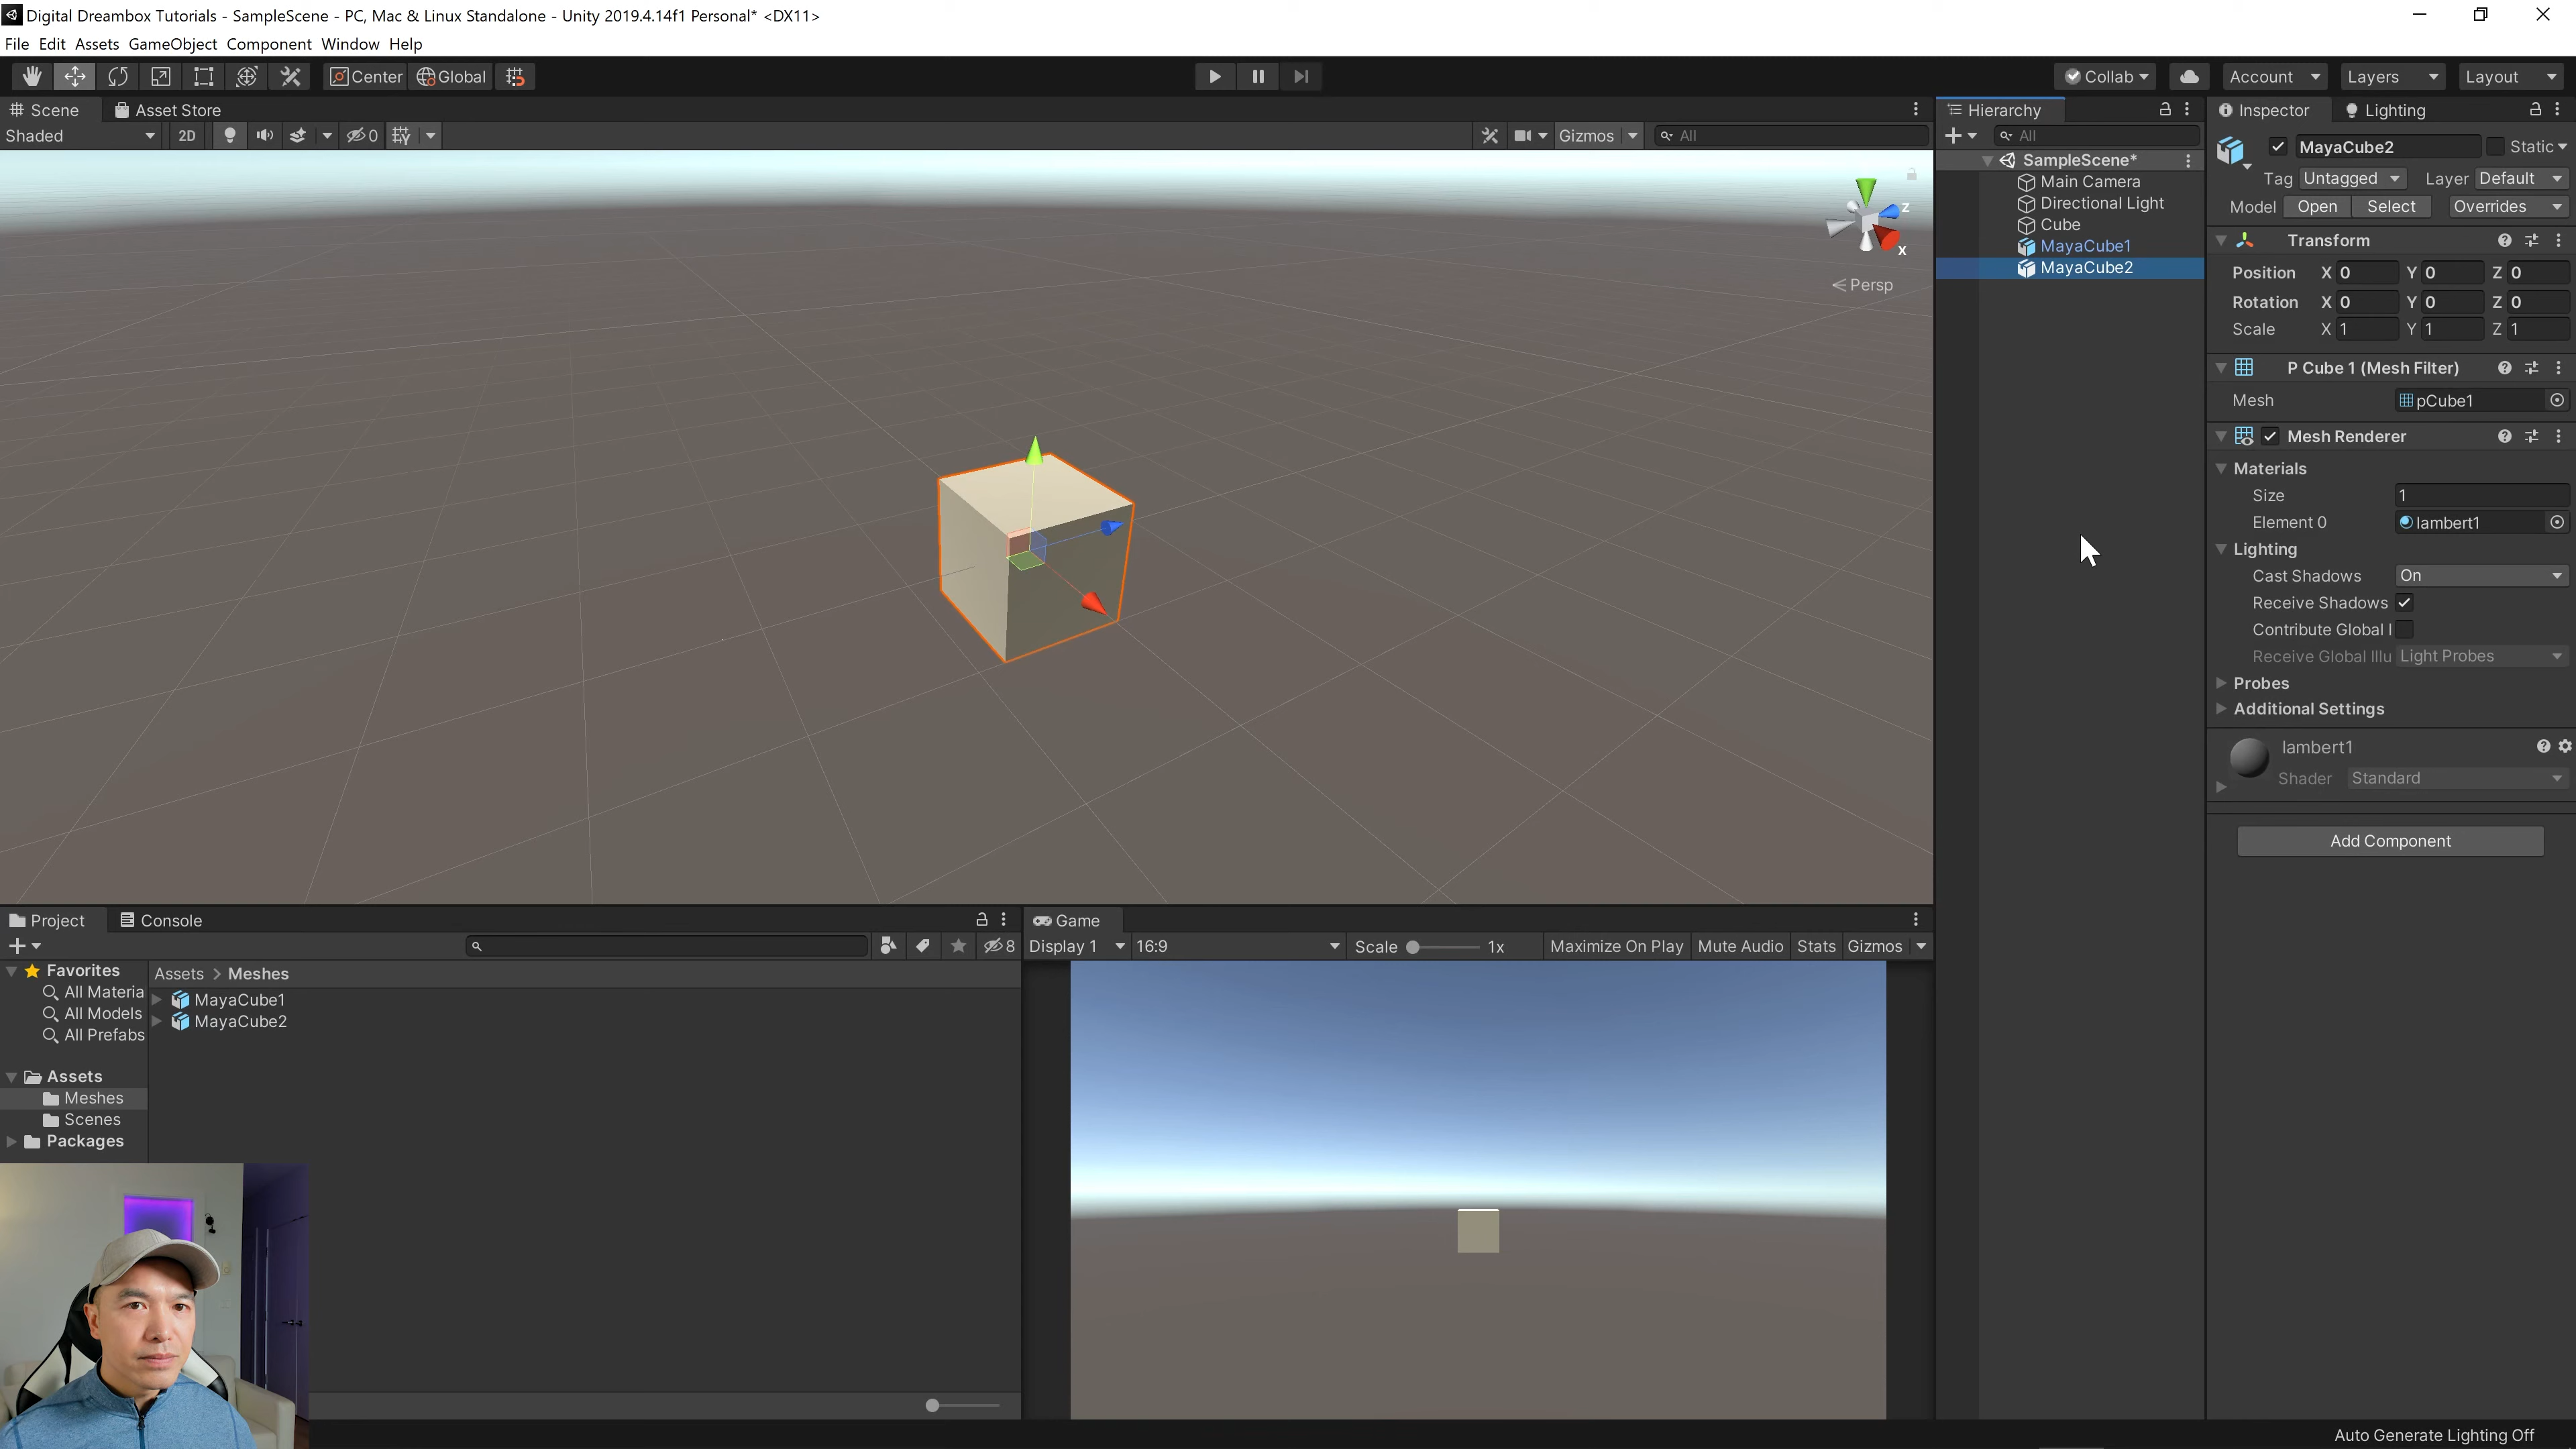 Digital Dreambox Tutorials - SampleScene - PC, Mac & Linux Standalone - Unity 2019.4.14f1 Personal* <DX11>
File Edit Assets GameObject Component Window Help
Center Global Collab Account Layers Layout
Scene Asset Store
Shaded 2D 0 Gizmos All
Z
X
Persp
Hierarchy
All
SampleScene*
Main Camera
Directional Light
Cube
MayaCube1
MayaCube2
Inspector Lighting
MayaCube2 Static
Tag Untagged Layer Default
Model Open Select Overrides
Transform
Position X 0 Y 0 Z 0
Rotation X 0 Y 0 Z 0
Scale X 1 Y 1 Z 1
P Cube 1 (Mesh Filter)
Mesh pCube1
Mesh Renderer
Materials
Size 1
Element 0 lambert1
Lighting
Cast Shadows On
Receive Shadows
Contribute Global I
Receive Global Illu Light Probes
Probes
Additional Settings
lambert1
Shader Standard
Add Component
Project Console
8
Favorites
All Materia
All Models
All Prefabs
Assets
Meshes
Scenes
Packages
Assets > Meshes
MayaCube1
MayaCube2
Game
Display 1 16:9 Scale 1x Maximize On Play Mute Audio Stats Gizmos
Auto Generate Lighting Off